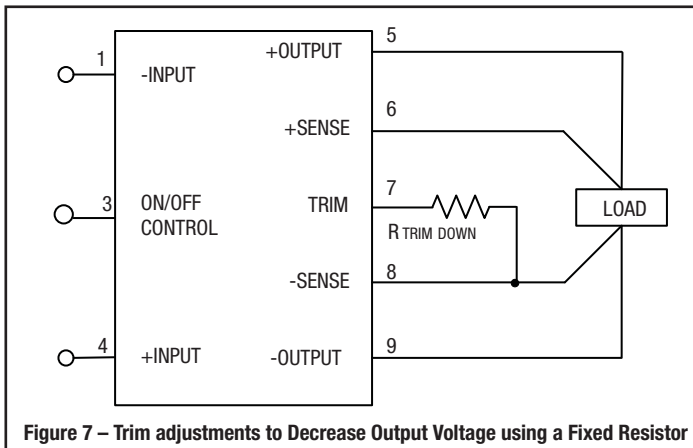 1
-INPUT
3
ON/OFF
CONTROL
4
+INPUT
+OUTPUT
5
+SENSE
6
TRIM
7
R TRIM DOWN
-SENSE
8
-OUTPUT
9
LOAD
Figure 7 – Trim adjustments to Decrease Output Voltage using a Fixed Resistor